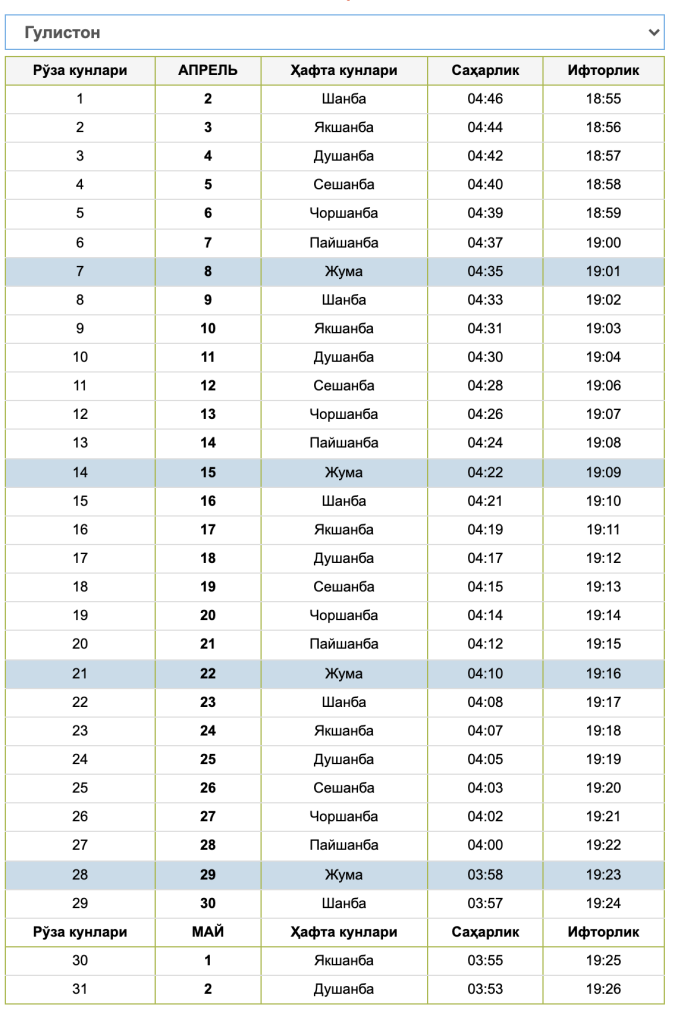 Гулистон
Рўза кунлари АПРЕЛЬ Ҳафта кунлари Саҳарлик Ифторлик
1 2 Шанба 04:46 18:55
2 3 Якшанба 04:44 18:56
3 4 Душанба 04:42 18:57
4 5 Сешанба 04:40 18:58
5 6 Чоршанба 04:39 18:59
6 7 Пайшанба 04:37 19:00
7 8 Жума 04:35 19:01
8 9 Шанба 04:33 19:02
9 10 Якшанба 04:31 19:03
10 11 Душанба 04:30 19:04
11 12 Сешанба 04:28 19:06
12 13 Чоршанба 04:26 19:07
13 14 Пайшанба 04:24 19:08
14 15 Жума 04:22 19:09
15 16 Шанба 04:21 19:10
16 17 Якшанба 04:19 19:11
17 18 Душанба 04:17 19:12
18 19 Сешанба 04:15 19:13
19 20 Чоршанба 04:14 19:14
20 21 Пайшанба 04:12 19:15
21 22 Жума 04:10 19:16
22 23 Шанба 04:08 19:17
23 24 Якшанба 04:07 19:18
24 25 Душанба 04:05 19:19
25 26 Сешанба 04:03 19:20
26 27 Чоршанба 04:02 19:21
27 28 Пайшанба 04:00 19:22
28 29 Жума 03:58 19:23
29 30 Шанба 03:57 19:24
Рўза кунлари МАЙ Ҳафта кунлари Саҳарлик Ифторлик
30 1 Якшанба 03:55 19:25
31 2 Душанба 03:53 19:26